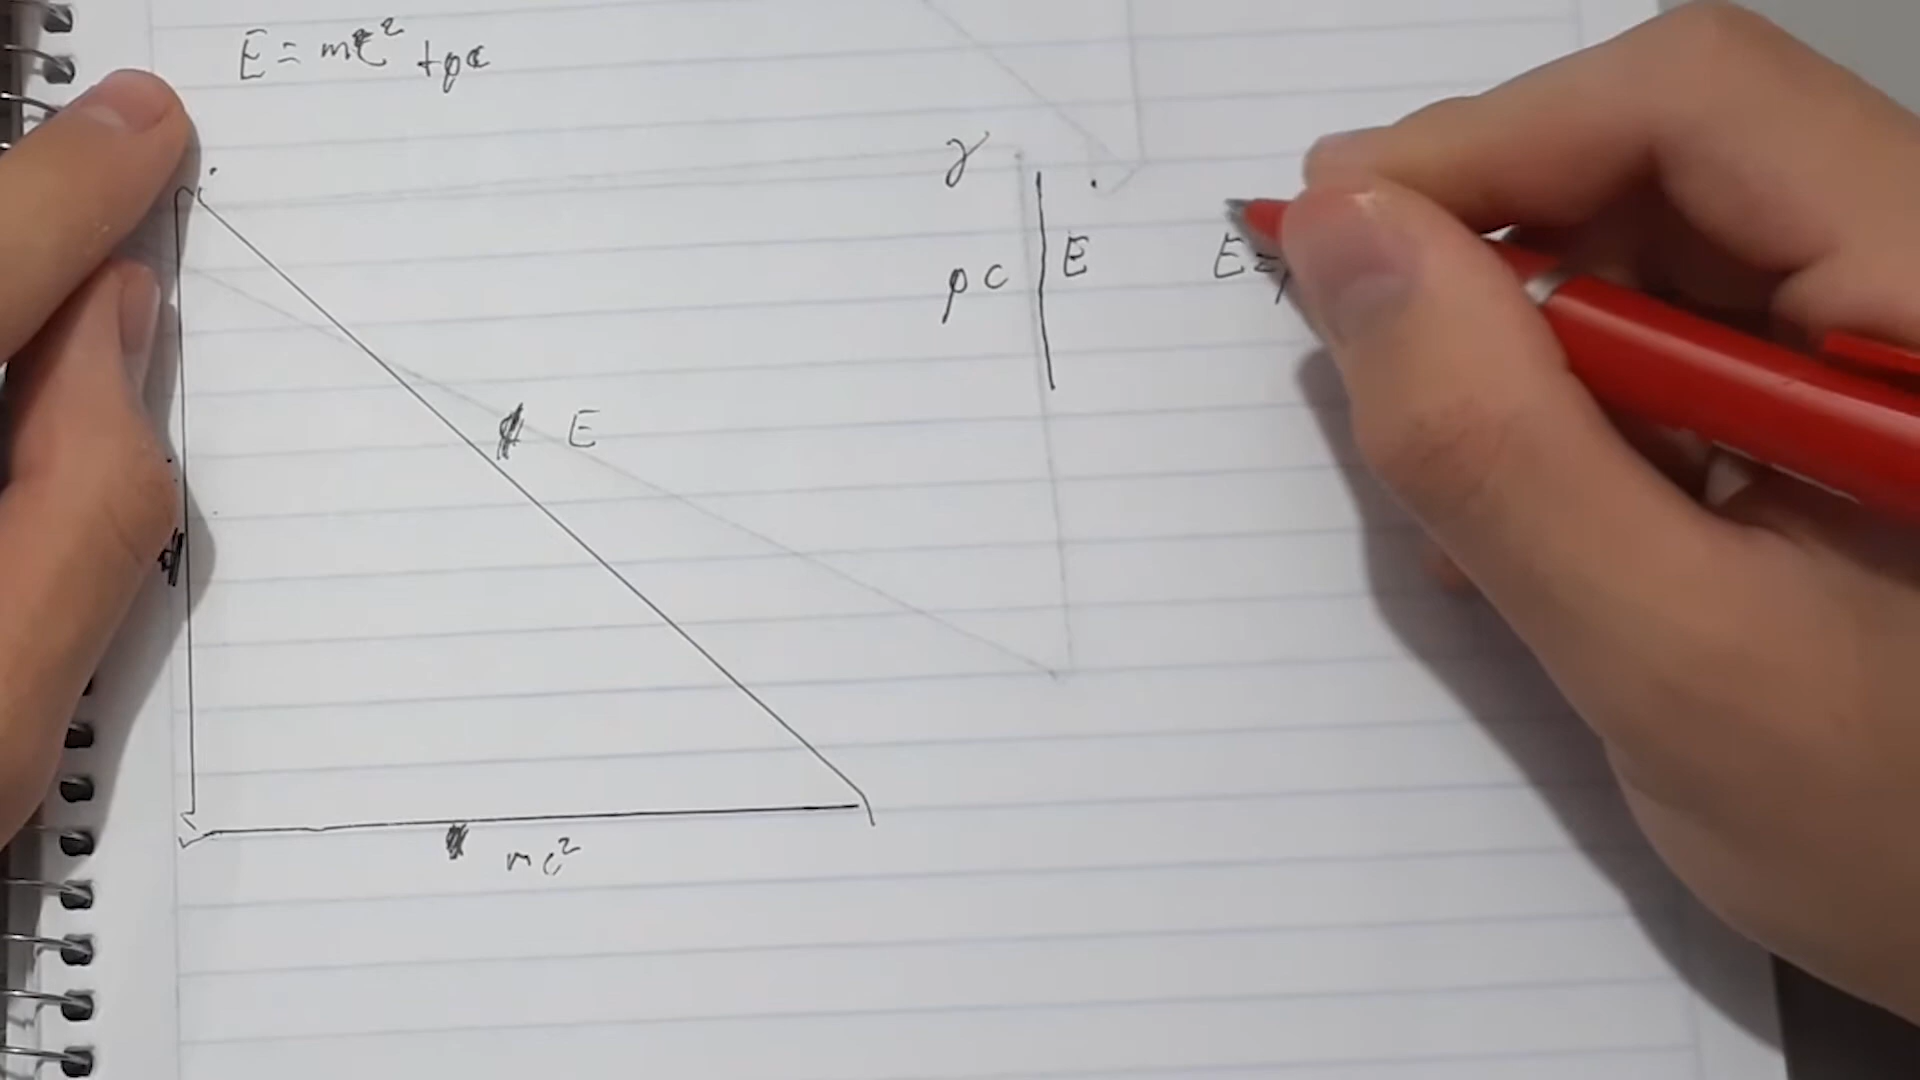 E = mc² + pc
γ
pc E E =
E
mc²